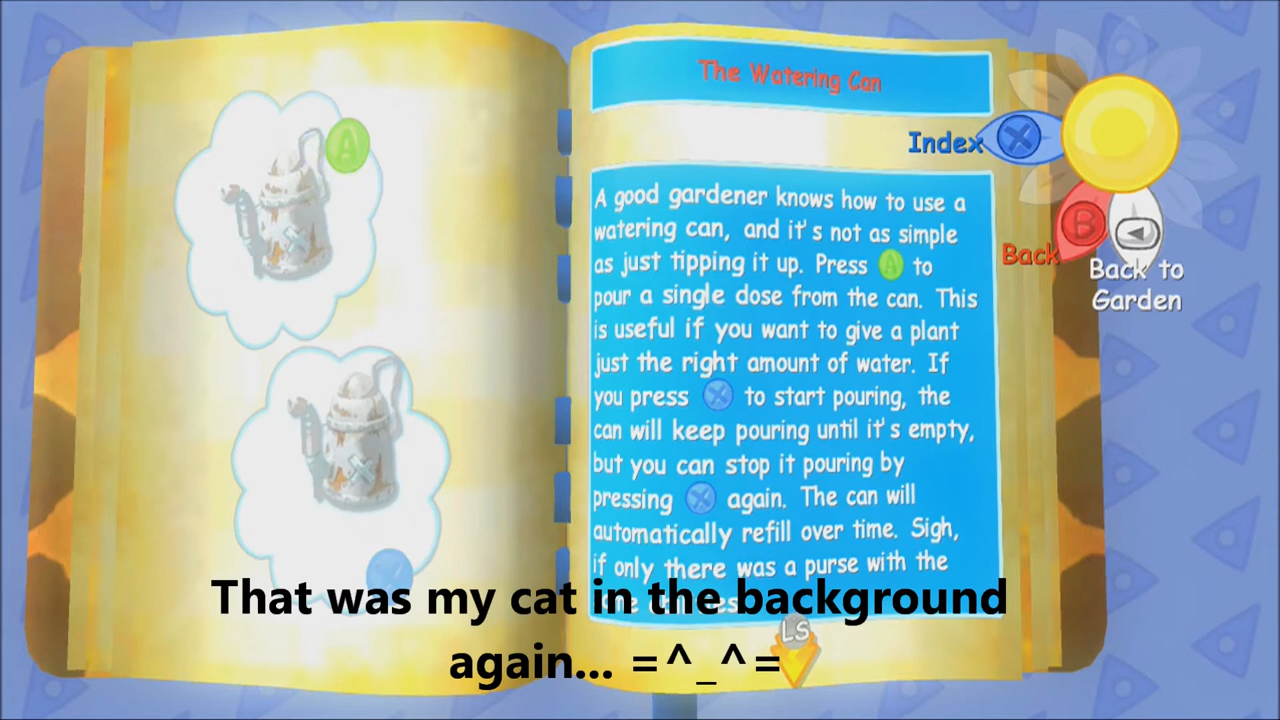 The Watering Can
A
Index X
A good gardener knows how to use a
watering can, and it's not as simple
as just tipping it up. Press A to
pour a single dose from the can. This
is useful if you want to give a plant
just the right amount of water. If
you press X to start pouring, the
can will keep pouring until it's empty,
but you can stop it pouring by
pressing X again. The can will
automatically refill over time. Sigh,
if only there was a purse with the
B
Back
Back to
Garden
That was my cat in the background
again... =^_^=
LS